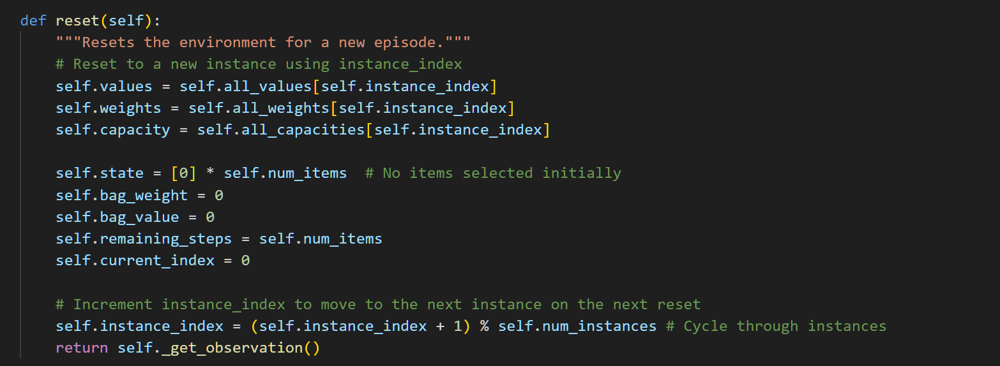 def reset(self):
    """Resets the environment for a new episode."""
    # Reset to a new instance using instance_index
    self.values = self.all_values[self.instance_index]
    self.weights = self.all_weights[self.instance_index]
    self.capacity = self.all_capacities[self.instance_index]

    self.state = [0] * self.num_items  # No items selected initially
    self.bag_weight = 0
    self.bag_value = 0
    self.remaining_steps = self.num_items
    self.current_index = 0

    # Increment instance_index to move to the next instance on the next reset
    self.instance_index = (self.instance_index + 1) % self.num_instances # Cycle through instances
    return self._get_observation()